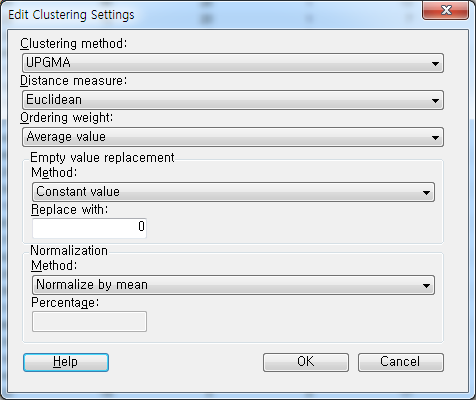 Edit Clustering Settings
Clustering method:
UPGMA
Distance measure:
Euclidean
Ordering weight:
Average value
Empty value replacement
Method:
Constant value
Replace with:
0
Normalization
Method:
Normalize by mean
Percentage:
Help OK Cancel